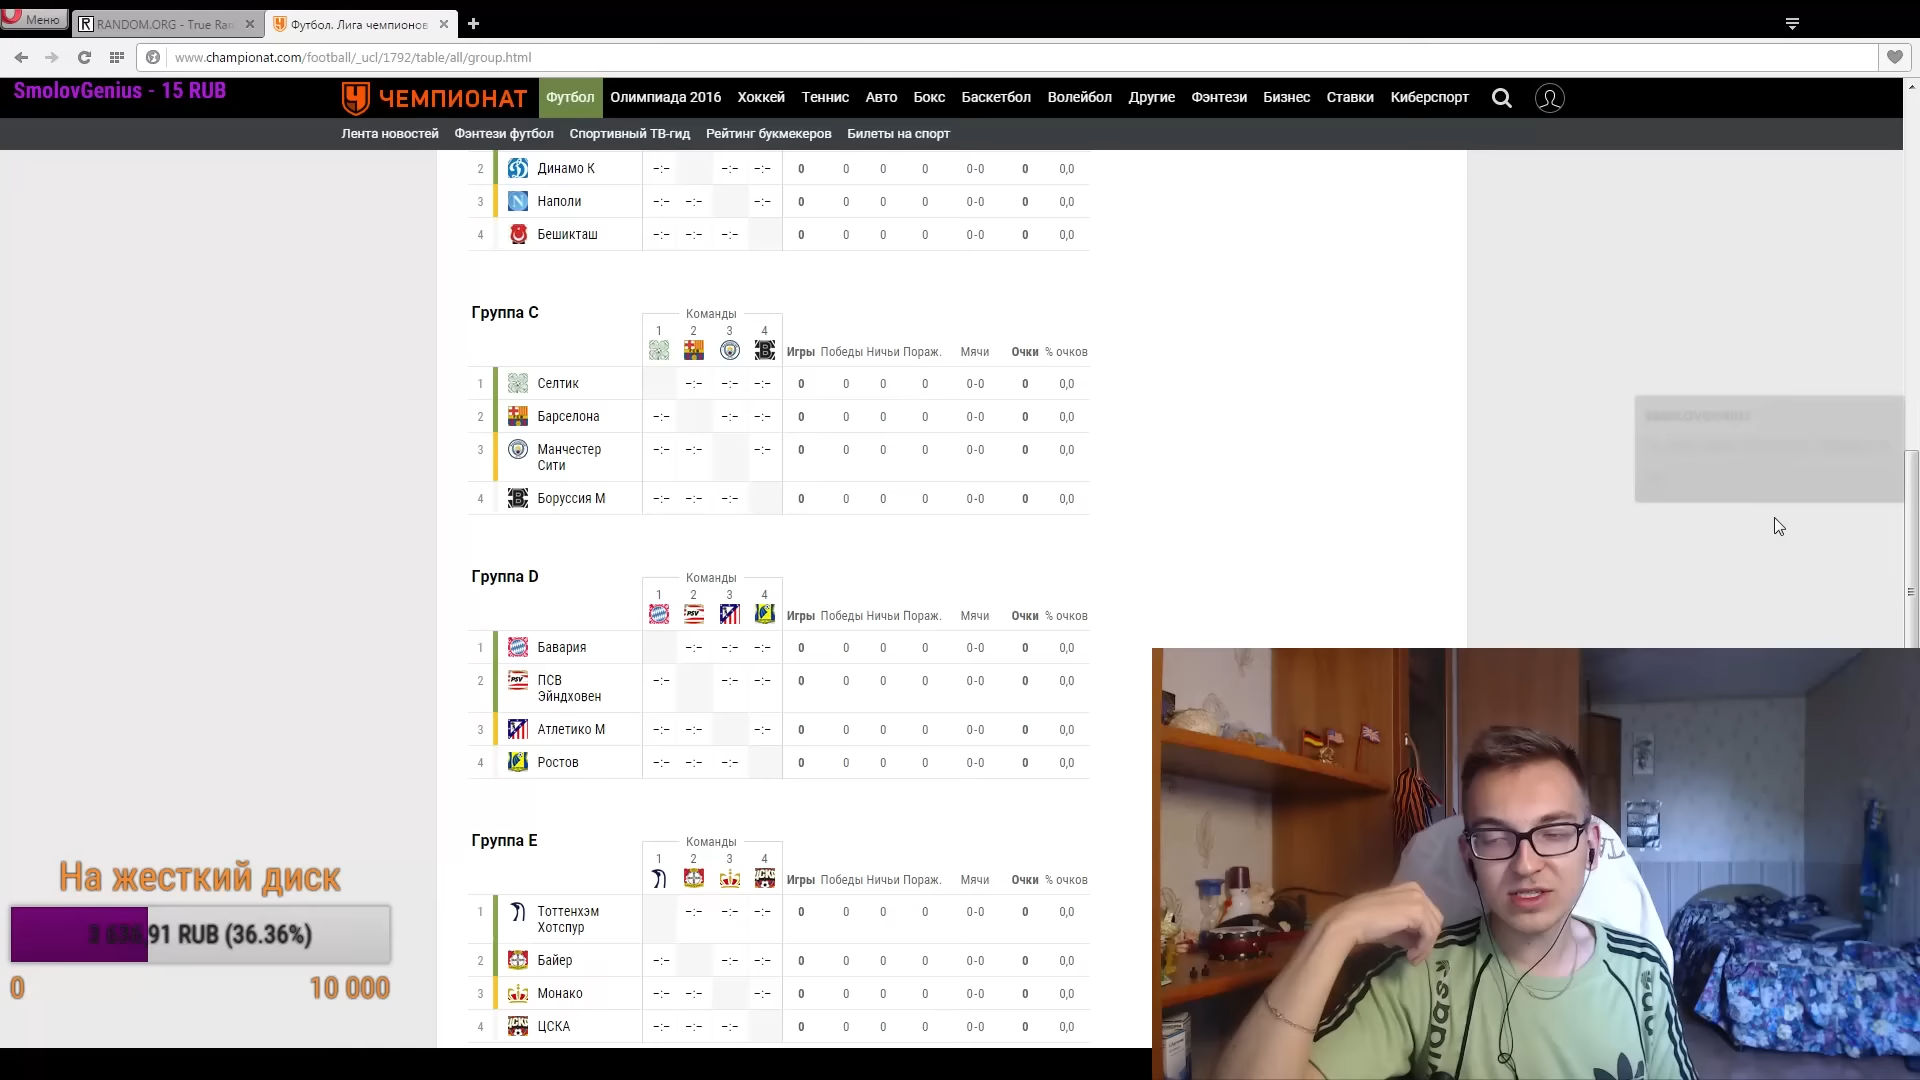 Меню
RANDOM.ORG - True Ran
Футбол. Лига чемпионов
www.championat.com/football/_ucl/1792/table/all/group.html
SmolovGenius - 15 RUB
ЧЕМПИОНАТ
Футбол Олимпиада 2016 Хоккей Теннис Авто Бокс Баскетбол Волейбол Другие Фэнтези Бизнес Ставки Киберспорт
Лента новостей Фэнтези футбол Спортивный ТВ-гид Рейтинг букмекеров Билеты на спорт
2 Динамо К -:- -:- -:- 0 0 0 0 0-0 0 0,0
3 Наполи -:- -:- -:- 0 0 0 0 0-0 0 0,0
4 Бешикташ -:- -:- -:- 0 0 0 0 0-0 0 0,0
Группа C
Команды
1 2 3 4
Игры Победы Ничьи Пораж. Мячи Очки % очков
1 Селтик -:- -:- -:- 0 0 0 0 0-0 0 0,0
2 Барселона -:- -:- -:- 0 0 0 0 0-0 0 0,0
3 Манчестер Сити -:- -:- -:- 0 0 0 0 0-0 0 0,0
4 Боруссия М -:- -:- -:- 0 0 0 0 0-0 0 0,0
Группа D
Команды
1 2 3 4
Игры Победы Ничьи Пораж. Мячи Очки % очков
1 Бавария -:- -:- -:- 0 0 0 0 0-0 0 0,0
2 ПСВ Эйндховен -:- -:- -:- 0 0 0 0 0-0 0 0,0
3 Атлетико М -:- -:- -:- 0 0 0 0 0-0 0 0,0
4 Ростов -:- -:- -:- 0 0 0 0 0-0 0 0,0
Группа E
Команды
1 2 3 4
Игры Победы Ничьи Пораж. Мячи Очки % очков
1 Тоттенхэм Хотспур -:- -:- -:- 0 0 0 0 0-0 0 0,0
2 Байер -:- -:- -:- 0 0 0 0 0-0 0 0,0
3 Монако -:- -:- -:- 0 0 0 0 0-0 0 0,0
4 ЦСКА -:- -:- -:- 0 0 0 0 0-0 0 0,0
На жесткий диск
91 RUB (36.36%)
0 10 000
adidas